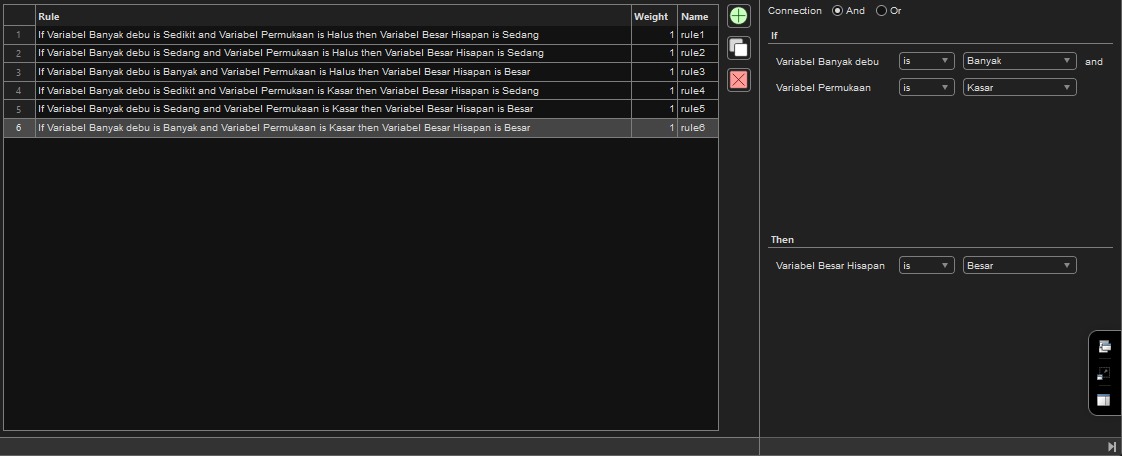 Rule Weight Name
1 If Variabel Banyak debu is Sedikit and Variabel Permukaan is Halus then Variabel Besar Hisapan is Sedang 1 rule1
2 If Variabel Banyak debu is Sedang and Variabel Permukaan is Halus then Variabel Besar Hisapan is Sedang 1 rule2
3 If Variabel Banyak debu is Banyak and Variabel Permukaan is Halus then Variabel Besar Hisapan is Besar 1 rule3
4 If Variabel Banyak debu is Sedikit and Variabel Permukaan is Kasar then Variabel Besar Hisapan is Sedang 1 rule4
5 If Variabel Banyak debu is Sedang and Variabel Permukaan is Kasar then Variabel Besar Hisapan is Besar 1 rule5
6 If Variabel Banyak debu is Banyak and Variabel Permukaan is Kasar then Variabel Besar Hisapan is Besar 1 rule6
Connection And Or
If
Variabel Banyak debu is Banyak and
Variabel Permukaan is Kasar
Then
Variabel Besar Hisapan is Besar